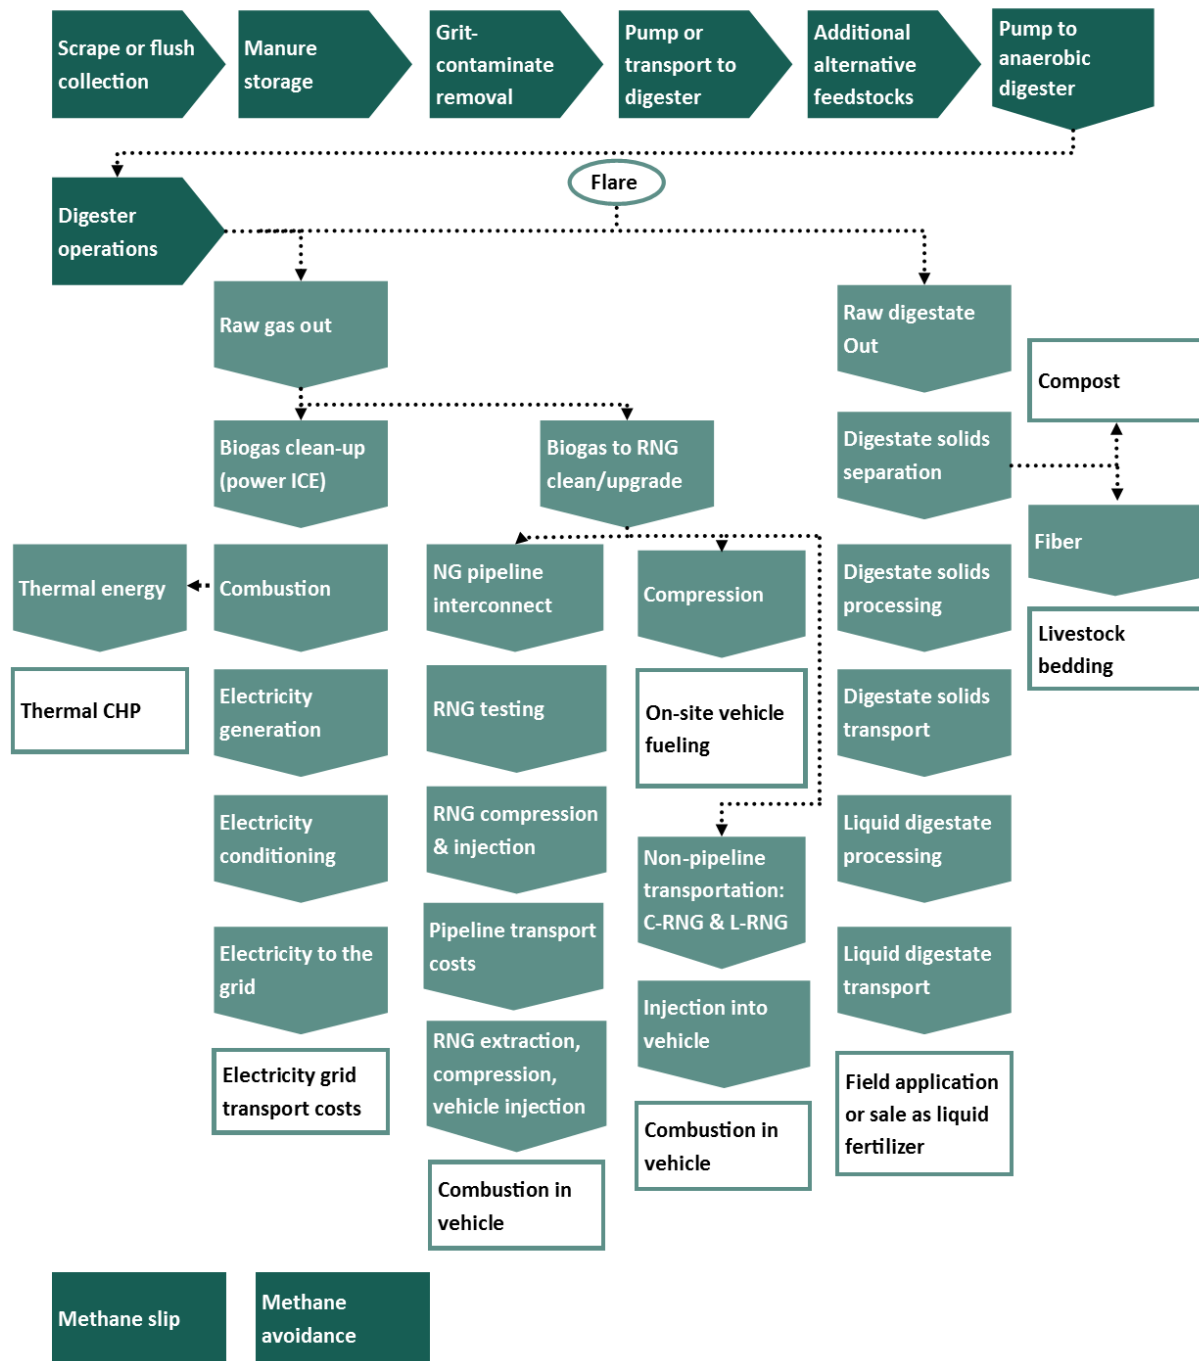 Scrape or flush
collection
Manure
storage
Grit-
contaminate
removal
Pump or
transport to
digester
Additional
alternative
feedstocks
Pump to
anaerobic
digester
Flare
Digester
operations
Raw gas out
Raw digestate
Out
Compost
Biogas clean-up
(power ICE)
Biogas to RNG
clean/upgrade
Digestate solids
separation
Fiber
Thermal energy
Combustion
NG pipeline
interconnect
Compression
Digestate solids
processing
Livestock
bedding
Thermal CHP
Electricity
generation
RNG testing
On-site vehicle
fueling
Digestate solids
transport
Electricity
conditioning
RNG compression
& injection
Non-pipeline
transportation:
C-RNG & L-RNG
Liquid digestate
processing
Electricity to the
grid
Pipeline transport
costs
Injection into
vehicle
Liquid digestate
transport
Electricity grid
transport costs
RNG extraction,
compression,
vehicle injection
Combustion in
vehicle
Field application
or sale as liquid
fertilizer
Combustion in
vehicle
Methane slip
Methane
avoidance